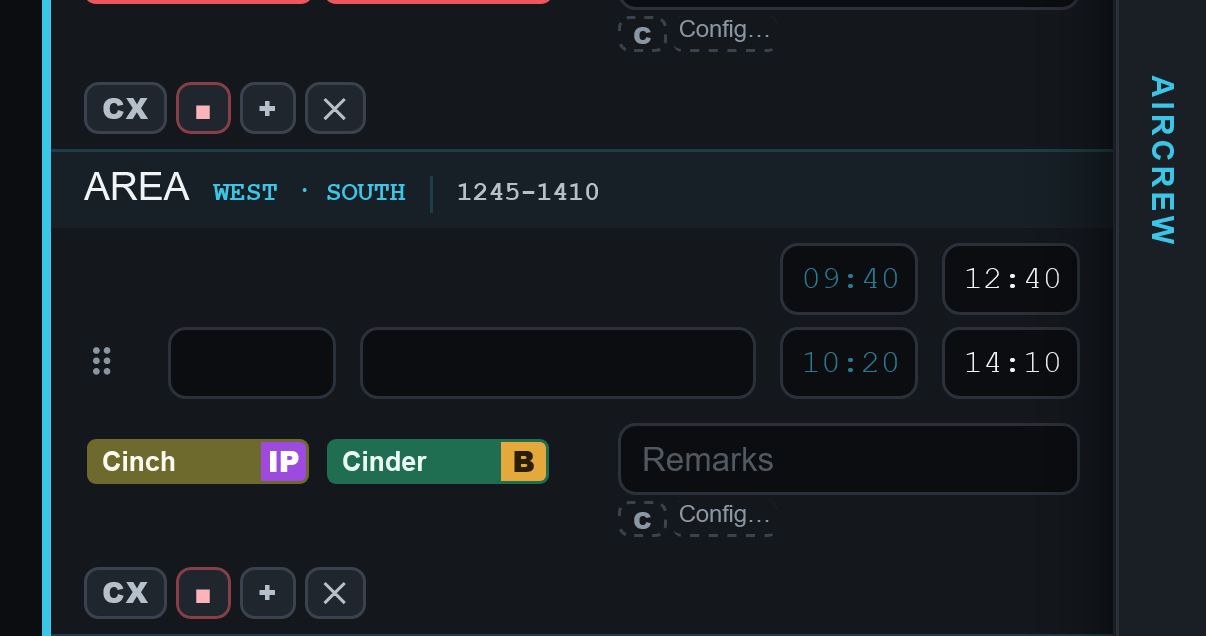 C Config...
CX ■ + ×
AREA WEST · SOUTH 1245-1410
09:40 12:40
10:20 14:10
Cinch IP Cinder B Remarks
C Config...
CX ■ + ×
AIRCREW